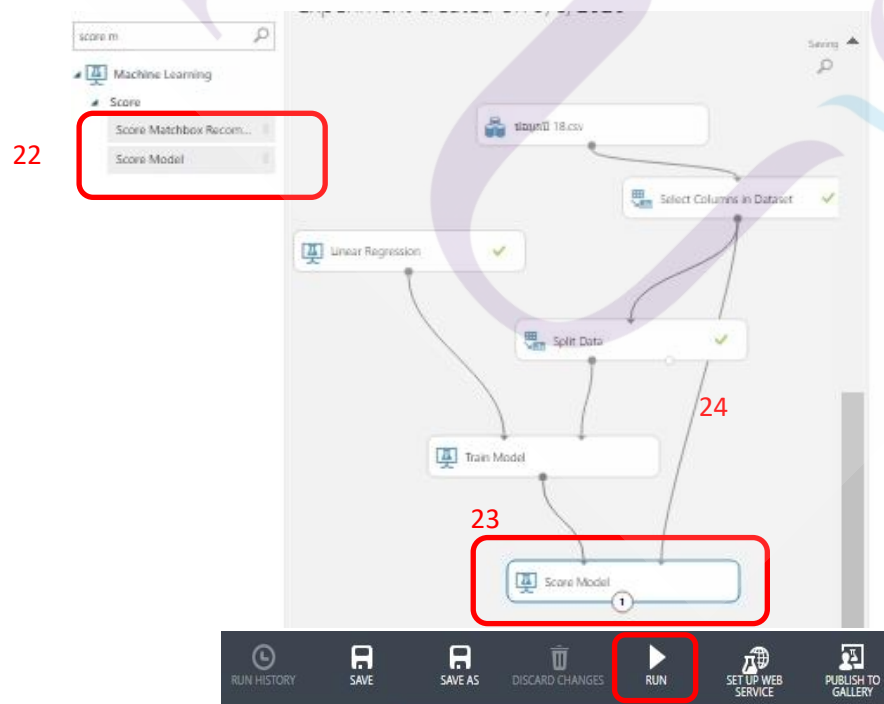 score m
Saving
Machine Learning
Score
Score Matchbox Recom...
Score Model
22
18.csv
Select Columns in Dataset
Linear Regression
Split Data
24
Train Model
23
Score Model
1
RUN HISTORY
SAVE
SAVE AS
DISCARD CHANGES
RUN
SET UP WEB
SERVICE
PUBLISH TO
GALLERY